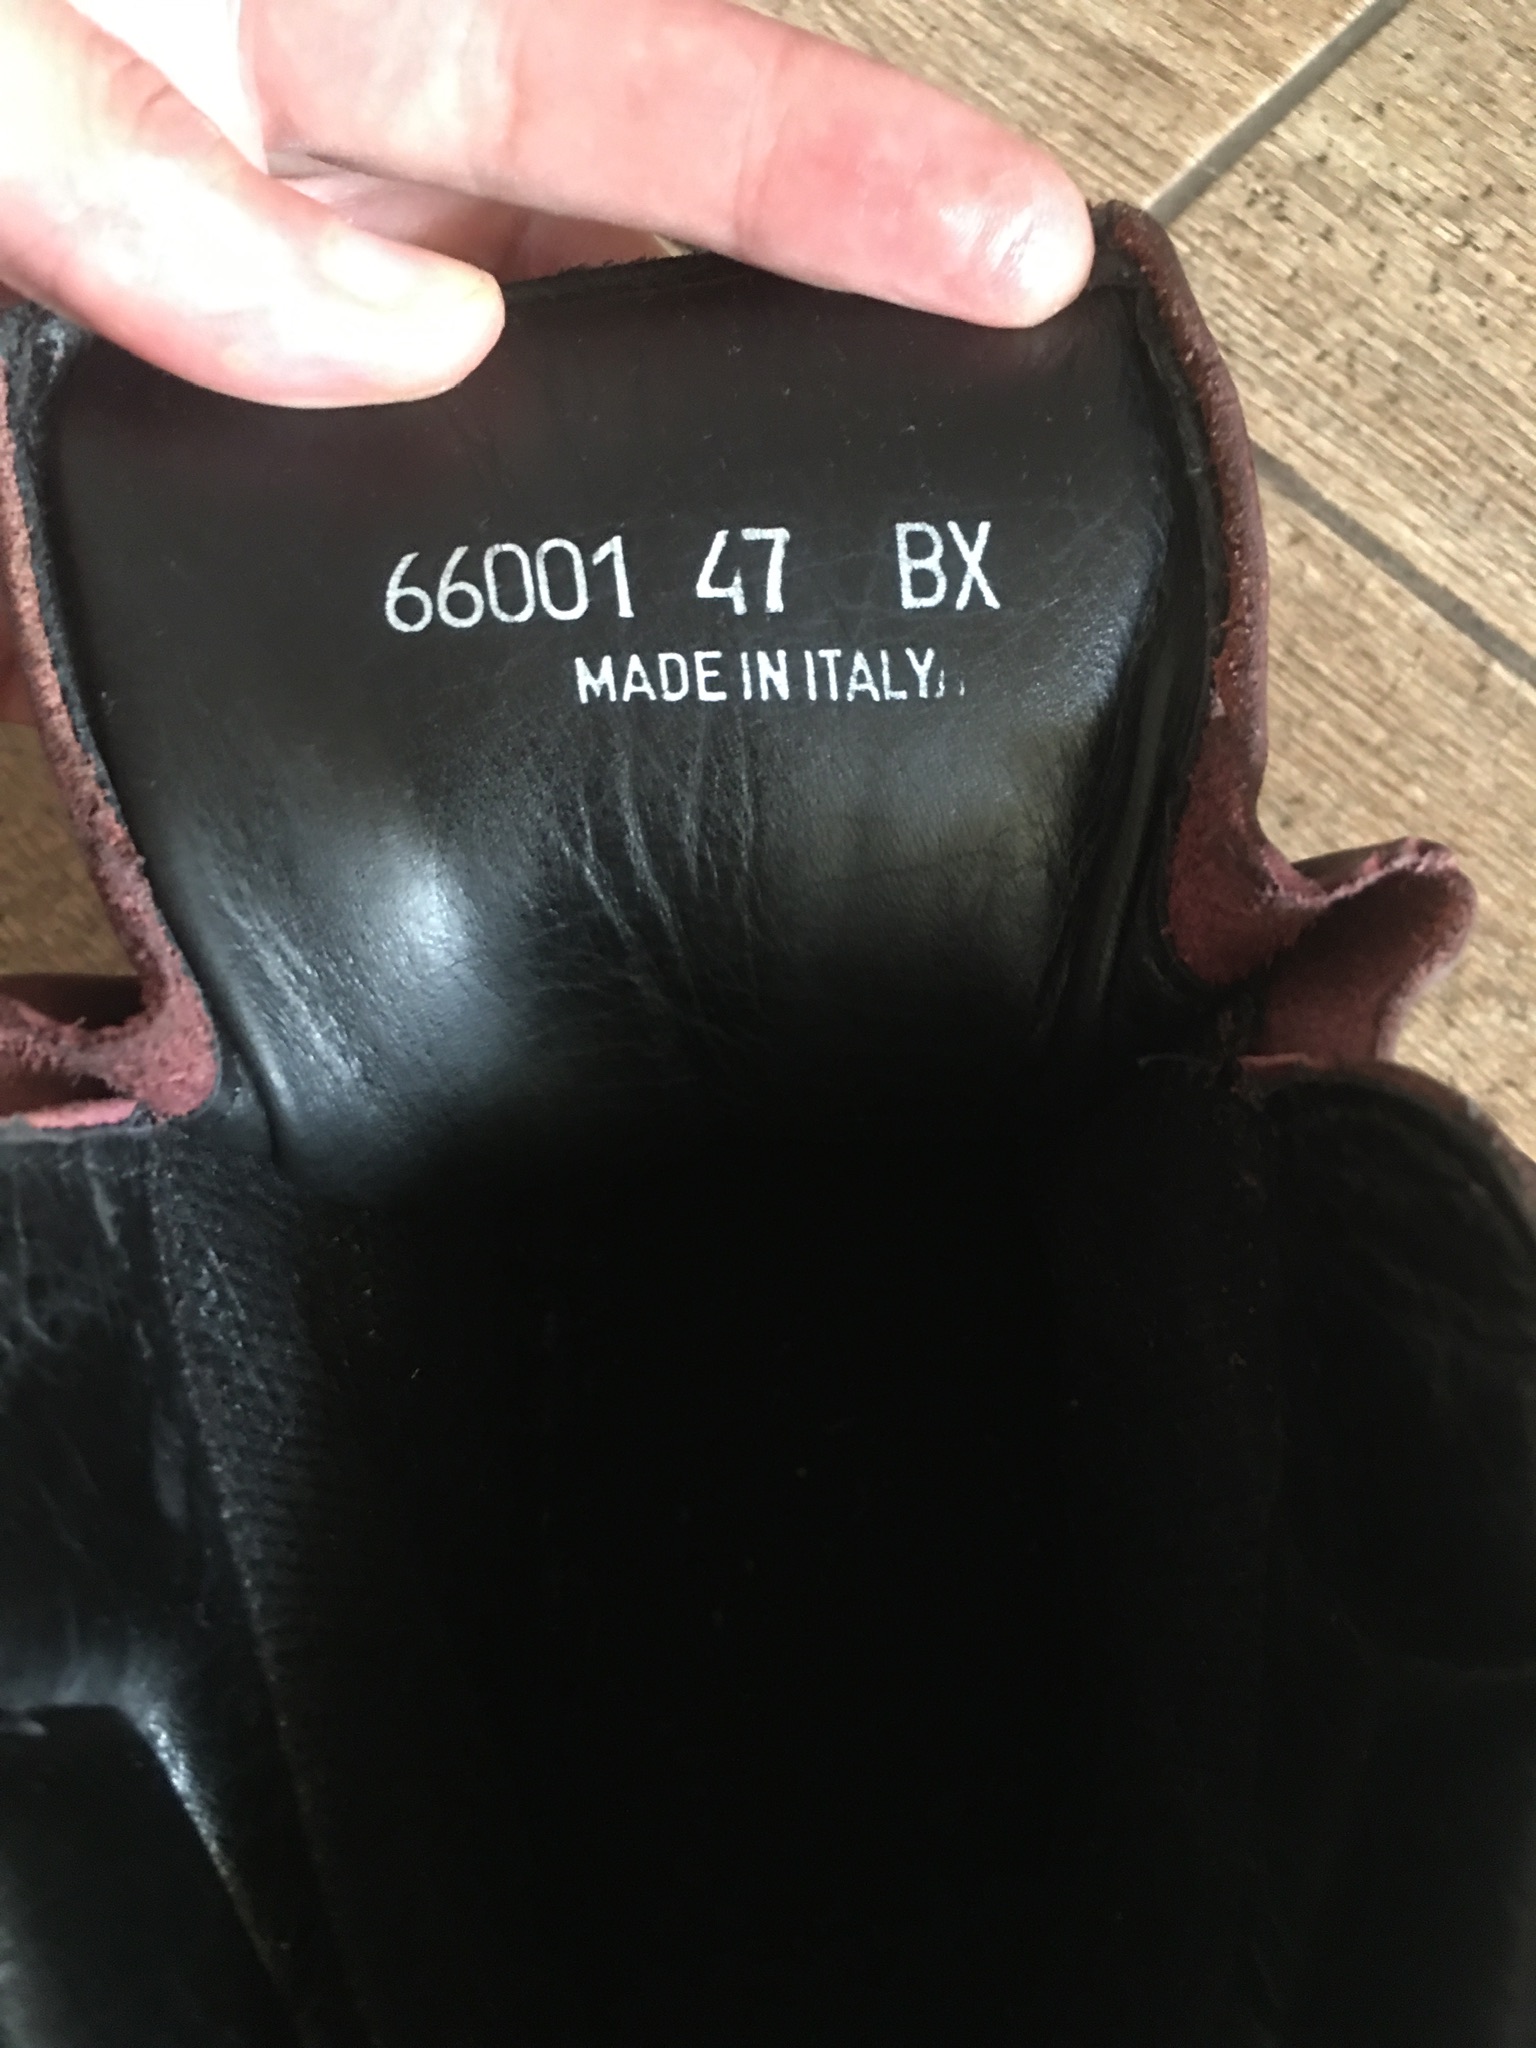 66001 47 BX
MADE IN ITALY